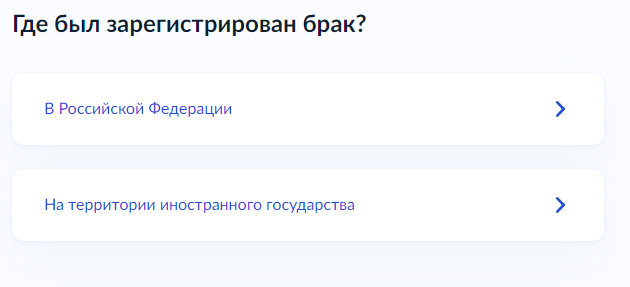 Где был зарегистрирован брак?
В Российской Федерации
На территории иностранного государства